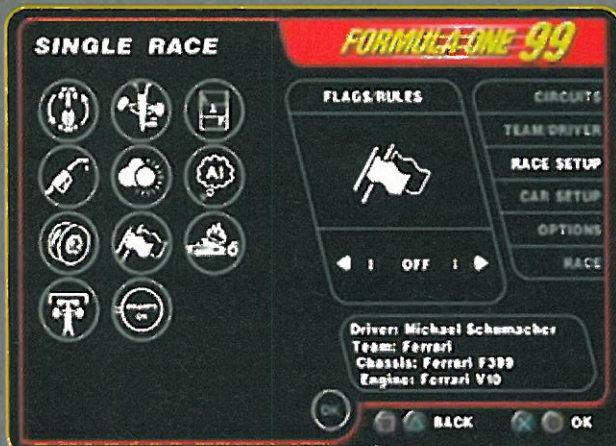 SINGLE RACE
FORMULA ONE 99
FLAGS/RULES
OFF
CIRCUITS
TEAM/DRIVER
RACE SETUP
CAR SETUP
OPTIONS
RACE
AI
Driver: Michael Schumacher
Team: Ferrari
Chassis: Ferrari F399
Engine: Ferrari V10
OK
BACK
OK